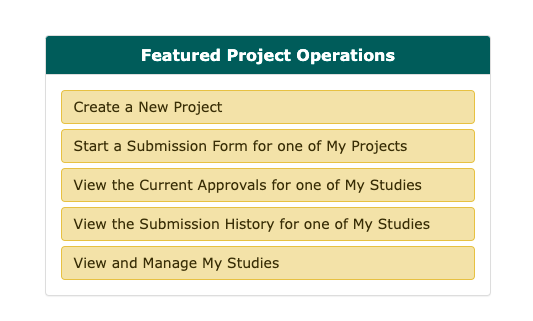 Featured Project Operations
Create a New Project
Start a Submission Form for one of My Projects
View the Current Approvals for one of My Studies
View the Submission History for one of My Studies
View and Manage My Studies